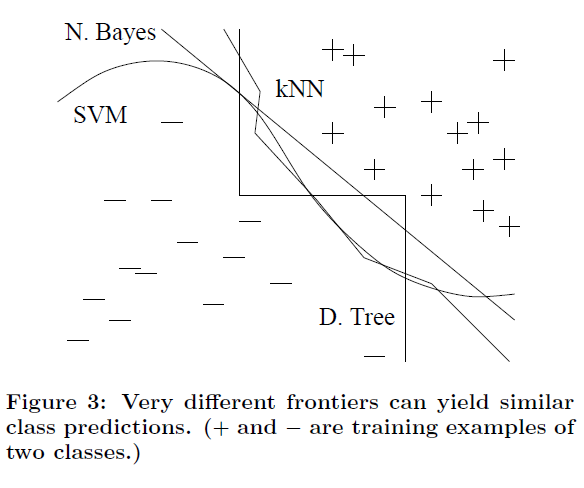 N. Bayes
kNN
SVM
D. Tree
Figure 3: Very different frontiers can yield similar
class predictions. (+ and − are training examples of
two classes.)